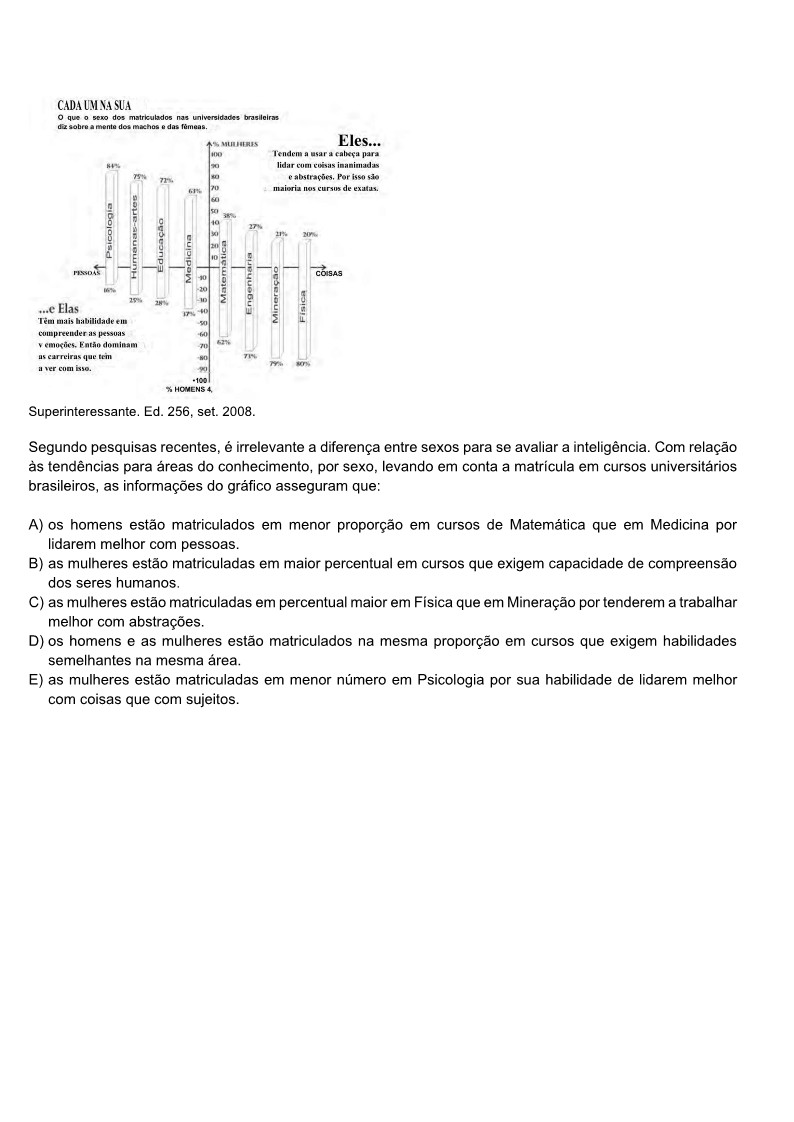 CADA UM NA SUA
O que o sexo dos matriculados nas universidades brasileiras
diz sobre a mente dos machos e das fêmeas.
% MULHERES
Eles...
Tendem a usar a cabeça para
lidar com coisas inanimadas
e abstrações. Por isso são
maioria nos cursos de exatas.
100
90
80
70
60
50
40
30
20
10
84%
75%
72%
63%
38%
27%
21%
20%
Psicologia
Humanas-artes
Educação
Medicina
Matemática
Engenharia
Mineração
Física
PESSOAS
COISAS
16%
25%
28%
37%
62%
73%
79%
80%
-10
-20
-30
-40
-50
-60
-70
-80
-90
•100
% HOMENS 4,
...e Elas
Têm mais habilidade em
compreender as pessoas
v emoções. Então dominam
as carreiras que tem
a ver com isso.
Superinteressante. Ed. 256, set. 2008.
Segundo pesquisas recentes, é irrelevante a diferença entre sexos para se avaliar a inteligência. Com relação
às tendências para áreas do conhecimento, por sexo, levando em conta a matrícula em cursos universitários
brasileiros, as informações do gráfico asseguram que:
A) os homens estão matriculados em menor proporção em cursos de Matemática que em Medicina por
lidarem melhor com pessoas.
B) as mulheres estão matriculadas em maior percentual em cursos que exigem capacidade de compreensão
dos seres humanos.
C) as mulheres estão matriculadas em percentual maior em Física que em Mineração por tenderem a trabalhar
melhor com abstrações.
D) os homens e as mulheres estão matriculados na mesma proporção em cursos que exigem habilidades
semelhantes na mesma área.
E) as mulheres estão matriculadas em menor número em Psicologia por sua habilidade de lidarem melhor
com coisas que com sujeitos.